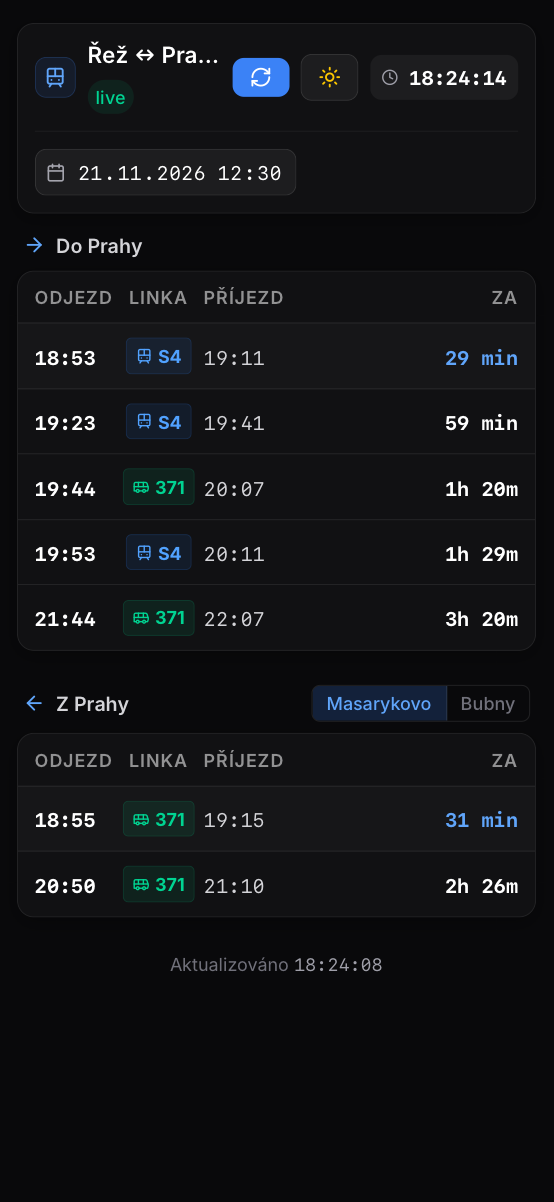 Řež ↔ Pra...
live
18:24:14
21.11.2026 12:30
→ Do Prahy
ODJEZD LINKA PŘÍJEZD ZA
18:53 S4 19:11 29 min
19:23 S4 19:41 59 min
19:44 371 20:07 1h 20m
19:53 S4 20:11 1h 29m
21:44 371 22:07 3h 20m
← Z Prahy Masarykovo Bubny
ODJEZD LINKA PŘÍJEZD ZA
18:55 371 19:15 31 min
20:50 371 21:10 2h 26m
Aktualizováno 18:24:08